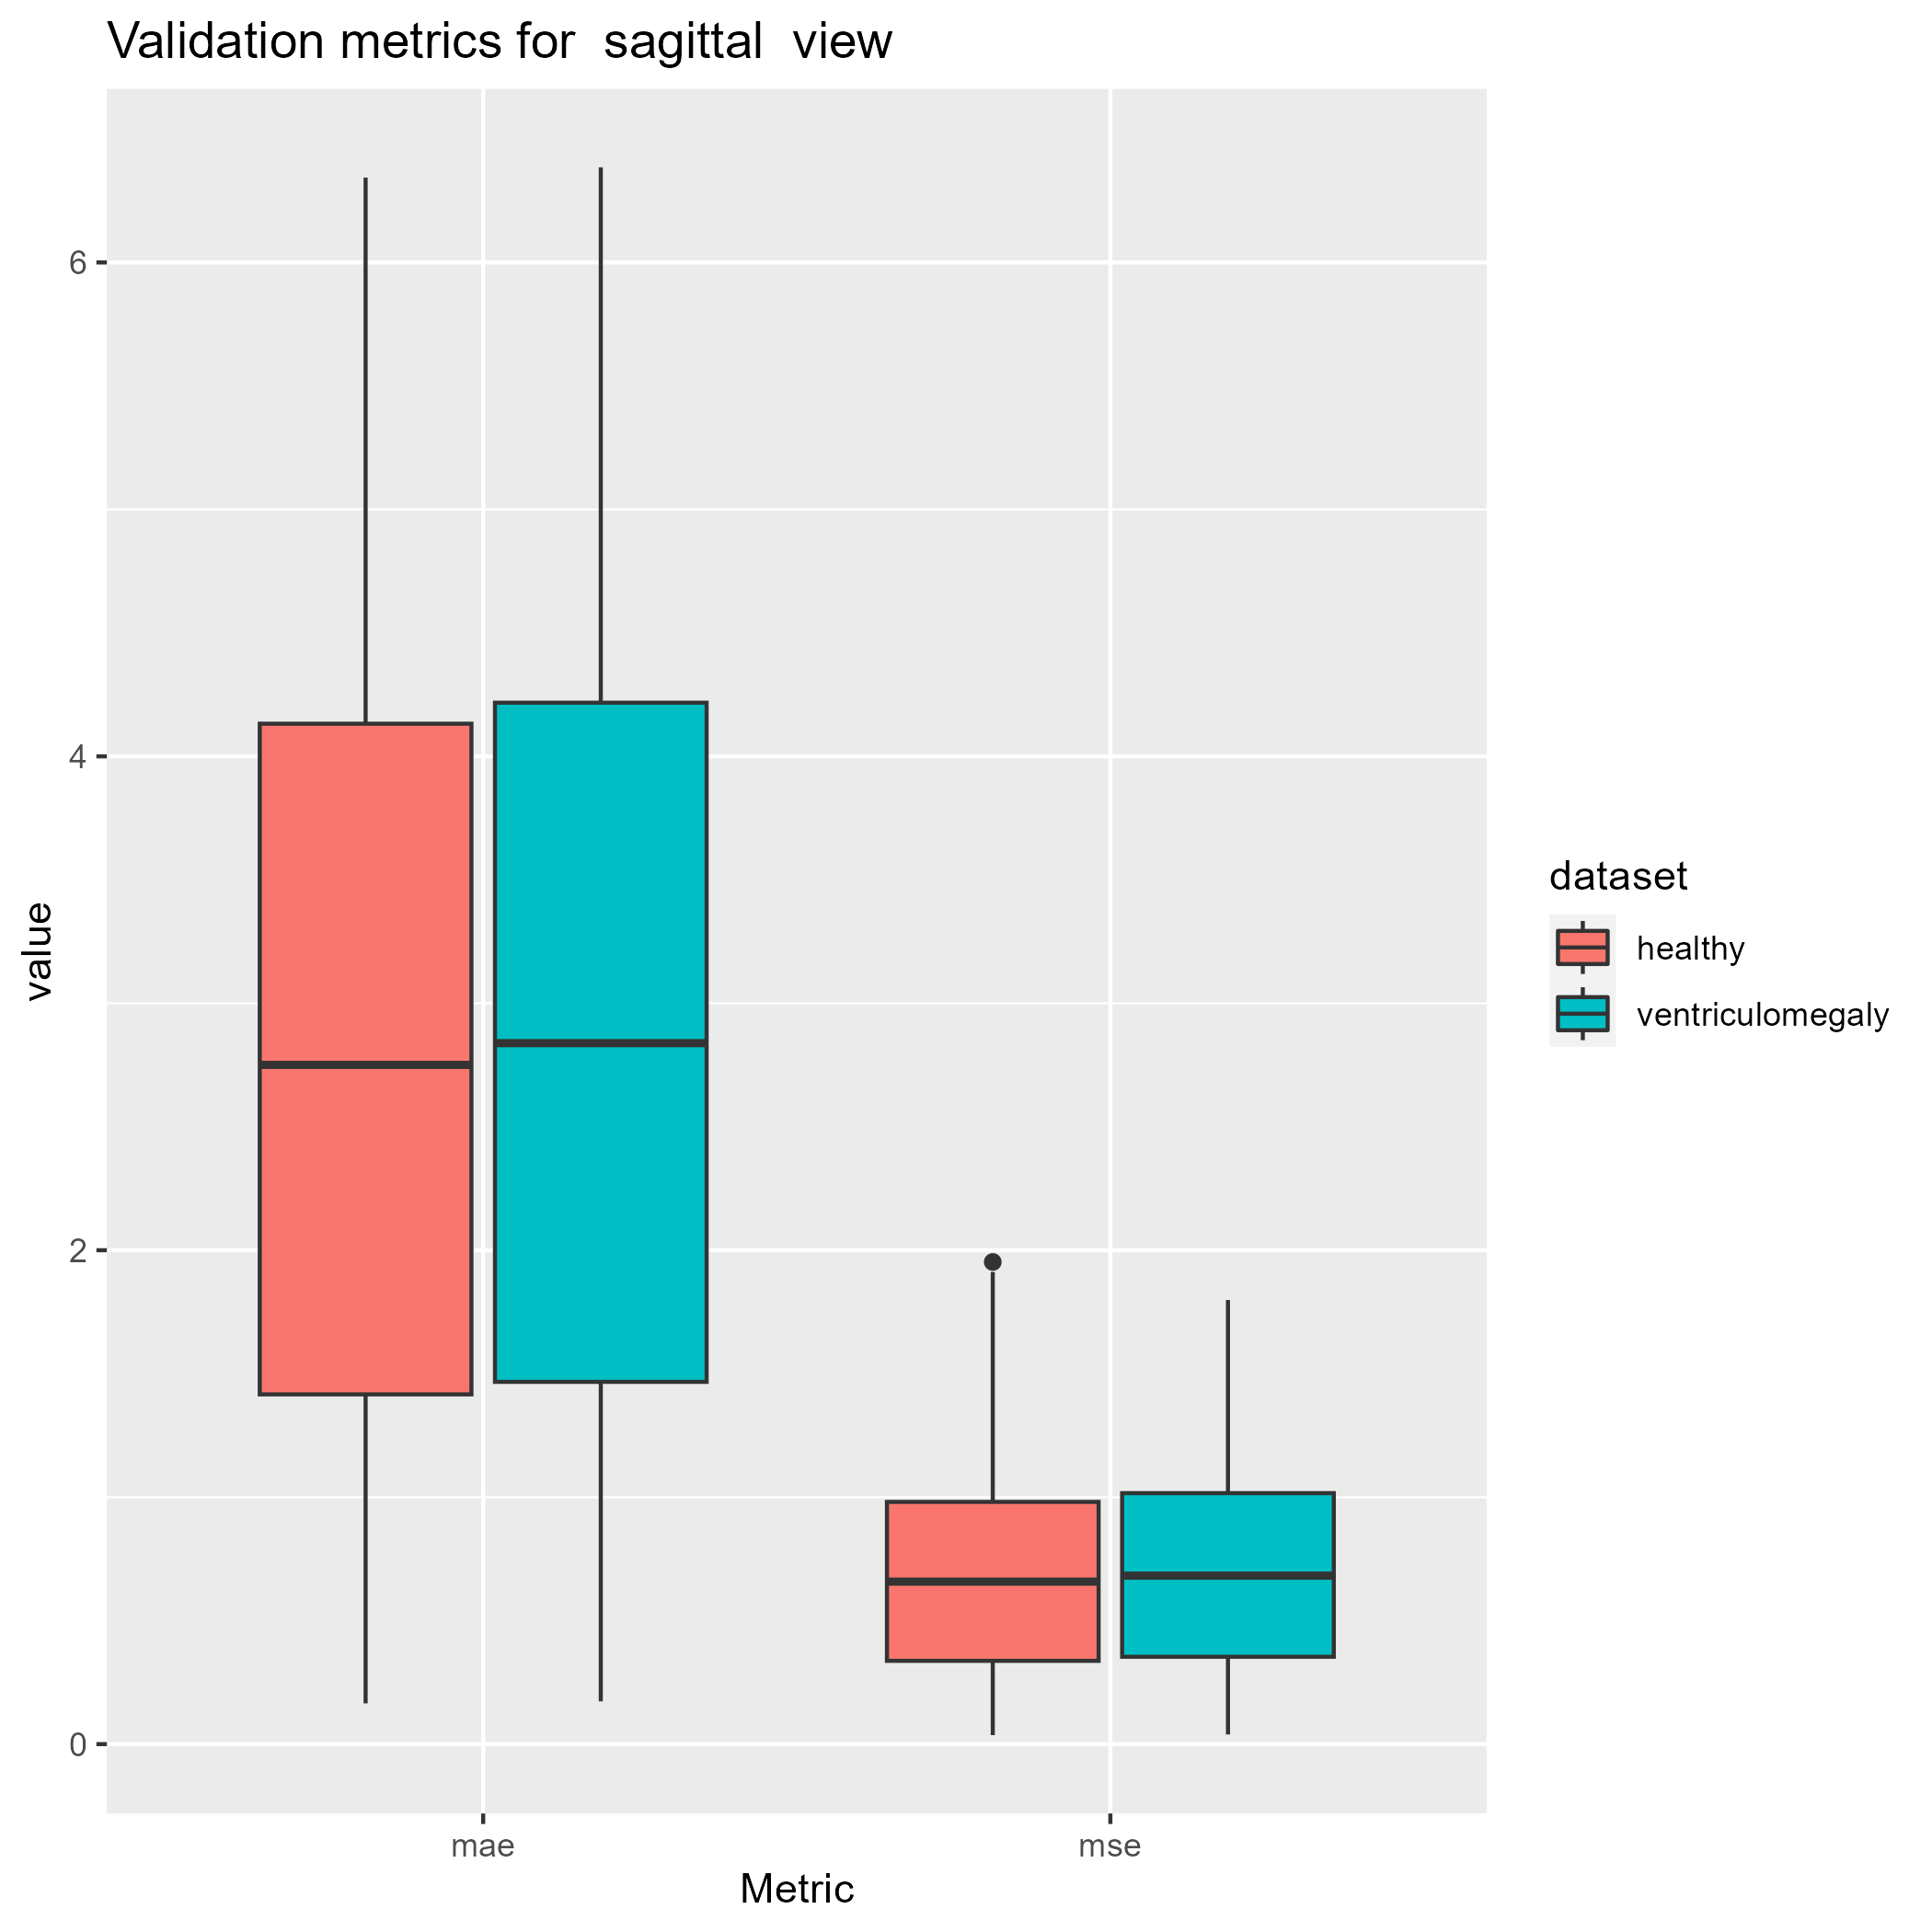 Validation metrics for  sagittal  view
value
6
4
2
0
mae
mse
Metric
dataset
healthy
ventriculomegaly